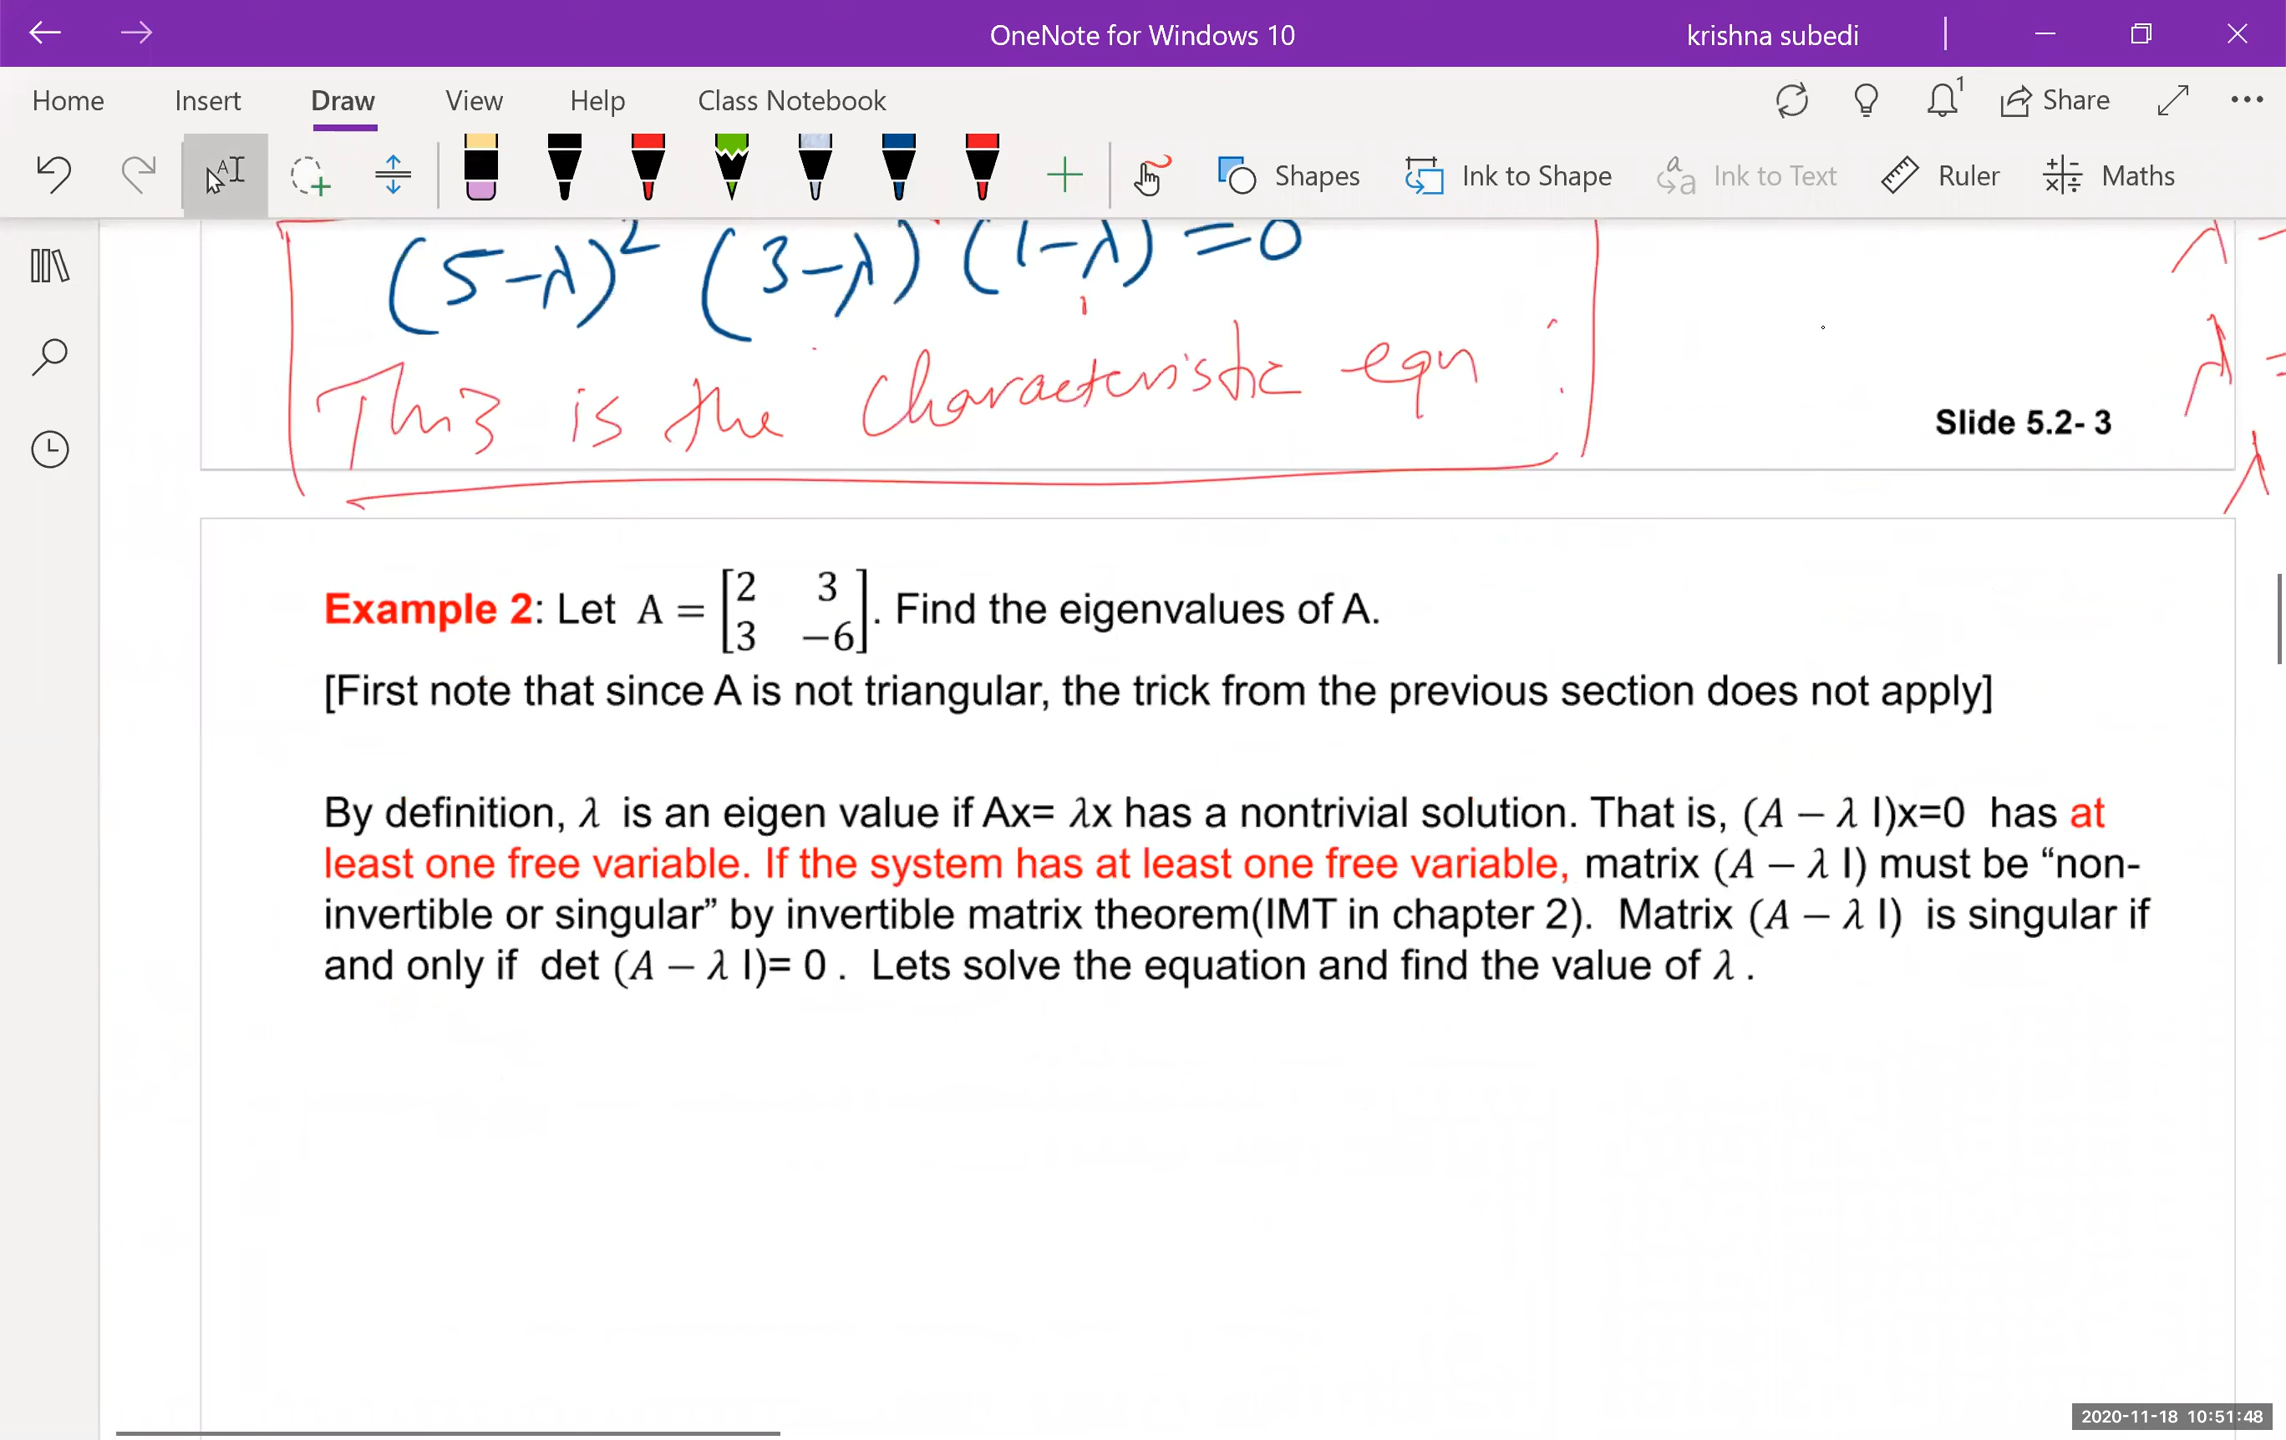 OneNote for Windows 10
krishna subedi
Home Insert Draw View Help Class Notebook
1
Share
Shapes Ink to Shape Ink to Text Ruler Maths
(5-λ)² (3-λ) (1-λ) =0
This is the characteristic eqn
λ =
λ =
λ
Slide 5.2- 3
Example 2: Let A = [2 3
3 −6]. Find the eigenvalues of A.
[First note that since A is not triangular, the trick from the previous section does not apply]
By definition, λ is an eigen value if Ax= λx has a nontrivial solution. That is, (A − λ I)x=0 has at
least one free variable. If the system has at least one free variable, matrix (A − λ I) must be “non-
invertible or singular” by invertible matrix theorem(IMT in chapter 2). Matrix (A − λ I) is singular if
and only if det (A − λ I)= 0 . Lets solve the equation and find the value of λ .
2020-11-18 10:51:48